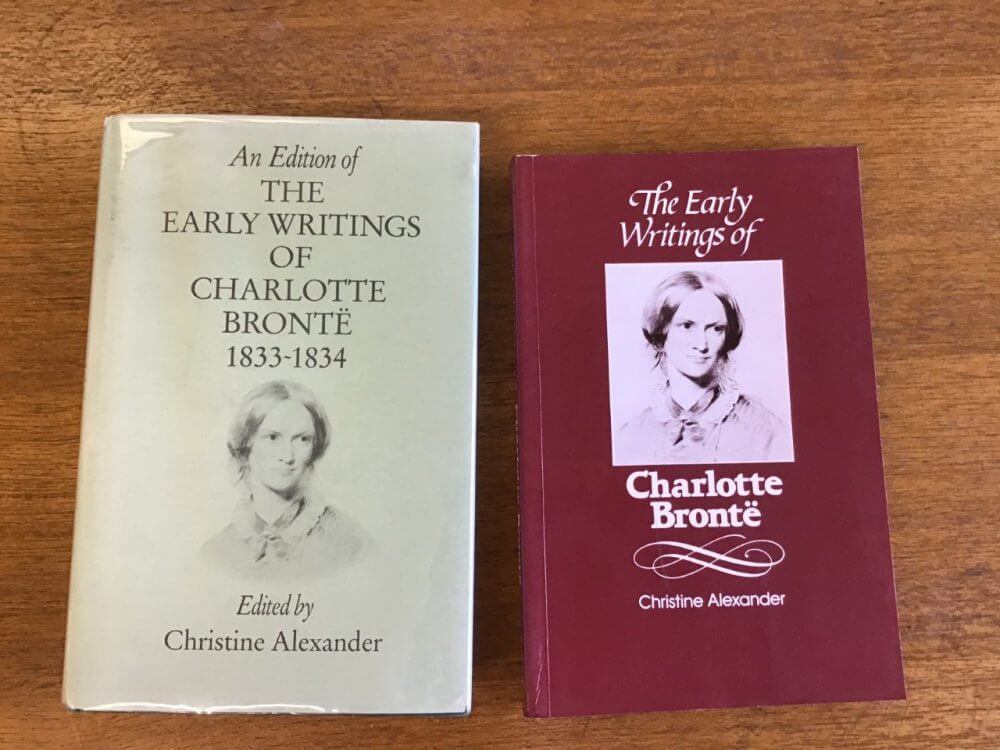 An Edition of
THE
EARLY WRITINGS
OF
CHARLOTTE
BRONTË
1833-1834
Edited by
Christine Alexander
The Early
Writings of
Charlotte
Brontë
Christine Alexander